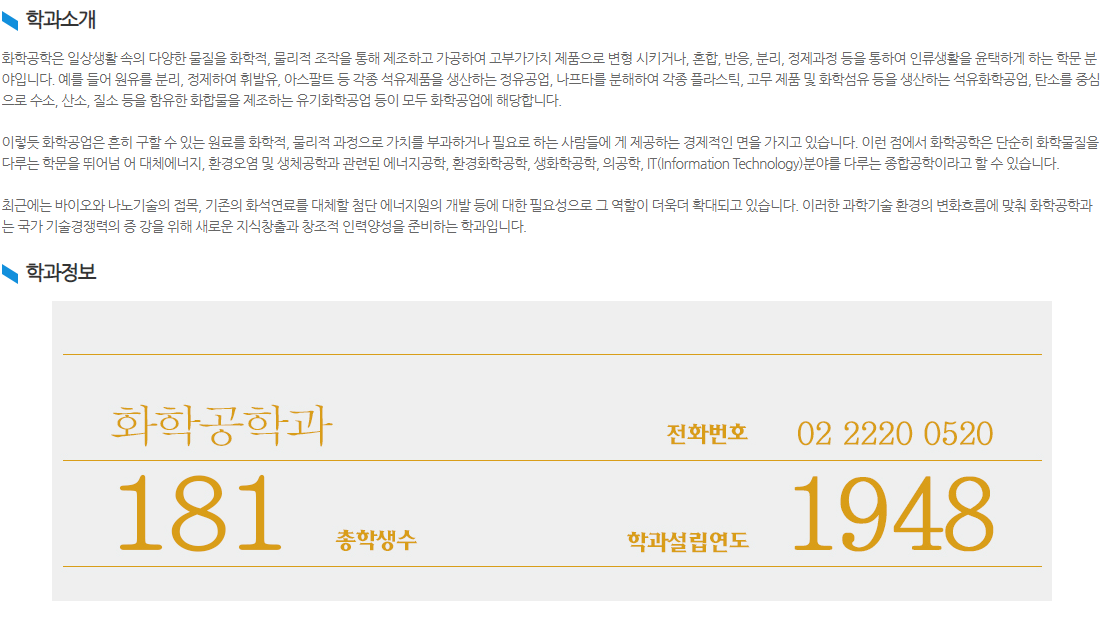 학과소개
화학공학은 일상생활 속의 다양한 물질을 화학적, 물리적 조작을 통해 제조하고 가공하여 고부가가치 제품으로 변형 시키거나, 혼합, 반응, 분리, 정제과정 등을 통하여 인류생활을 윤택하게 하는 학문 분
야입니다. 예를 들어 원유를 분리, 정제하여 휘발유, 아스팔트 등 각종 석유제품을 생산하는 정유공업, 나프타를 분해하여 각종 플라스틱, 고무 제품 및 화학섬유 등을 생산하는 석유화학공업, 탄소를 중심
으로 수소, 산소, 질소 등을 함유한 화합물을 제조하는 유기화학공업 등이 모두 화학공업에 해당합니다.
이렇듯 화학공업은 흔히 구할 수 있는 원료를 화학적, 물리적 과정으로 가치를 부과하거나 필요로 하는 사람들에 게 제공하는 경제적인 면을 가지고 있습니다. 이런 점에서 화학공학은 단순히 화학물질을
다루는 학문을 뛰어넘 어 대체에너지, 환경오염 및 생체공학과 관련된 에너지공학, 환경화학공학, 생화학공학, 의공학, IT(Information Technology)분야를 다루는 종합공학이라고 할 수 있습니다.
최근에는 바이오와 나노기술의 접목, 기존의 화석연료를 대체할 첨단 에너지원의 개발 등에 대한 필요성으로 그 역할이 더욱더 확대되고 있습니다. 이러한 과학기술 환경의 변화흐름에 맞춰 화학공학과
는 국가 기술경쟁력의 증 강을 위해 새로운 지식창출과 창조적 인력양성을 준비하는 학과입니다.
학과정보
화학공학과 전화번호 02 2220 0520
181 총학생수 학과설립연도 1948